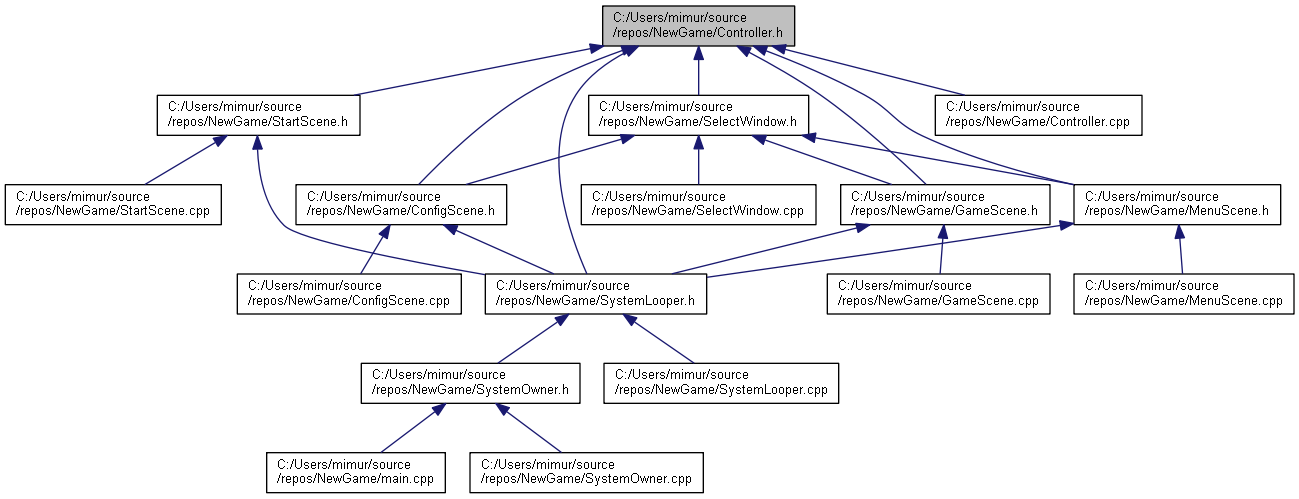 C:/Users/mimur/source
/repos/NewGame/Controller.h
C:/Users/mimur/source
/repos/NewGame/StartScene.h
C:/Users/mimur/source
/repos/NewGame/SelectWindow.h
C:/Users/mimur/source
/repos/NewGame/Controller.cpp
C:/Users/mimur/source
/repos/NewGame/StartScene.cpp
C:/Users/mimur/source
/repos/NewGame/ConfigScene.h
C:/Users/mimur/source
/repos/NewGame/SelectWindow.cpp
C:/Users/mimur/source
/repos/NewGame/GameScene.h
C:/Users/mimur/source
/repos/NewGame/MenuScene.h
C:/Users/mimur/source
/repos/NewGame/ConfigScene.cpp
C:/Users/mimur/source
/repos/NewGame/SystemLooper.h
C:/Users/mimur/source
/repos/NewGame/GameScene.cpp
C:/Users/mimur/source
/repos/NewGame/MenuScene.cpp
C:/Users/mimur/source
/repos/NewGame/SystemOwner.h
C:/Users/mimur/source
/repos/NewGame/SystemLooper.cpp
C:/Users/mimur/source
/repos/NewGame/main.cpp
C:/Users/mimur/source
/repos/NewGame/SystemOwner.cpp